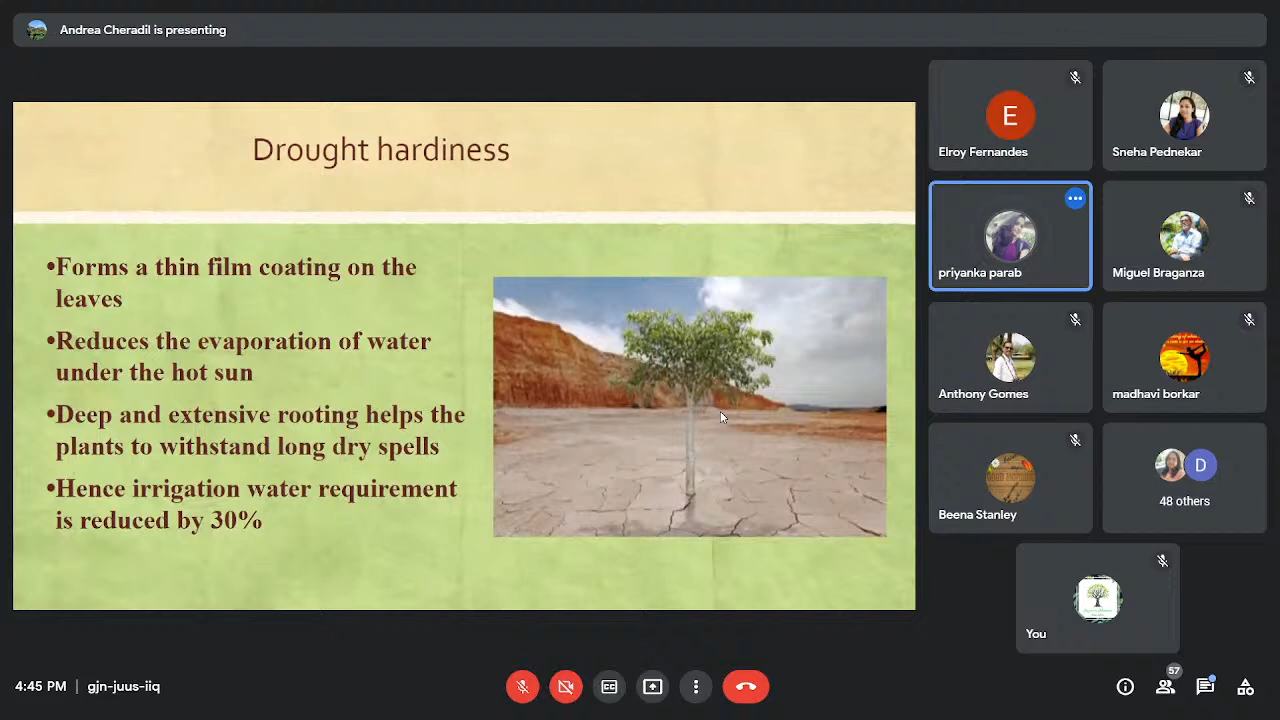 Andrea Cheradil is presenting
Drought hardiness
•Forms a thin film coating on the
leaves
•Reduces the evaporation of water
under the hot sun
•Deep and extensive rooting helps the
plants to withstand long dry spells
•Hence irrigation water requirement
is reduced by 30%
E
Elroy Fernandes
Sneha Pednekar
priyanka parab
Miguel Braganza
Anthony Gomes
madhavi borkar
Beena Stanley
D
48 others
You
4:45 PM | gjn-juus-iiq
57